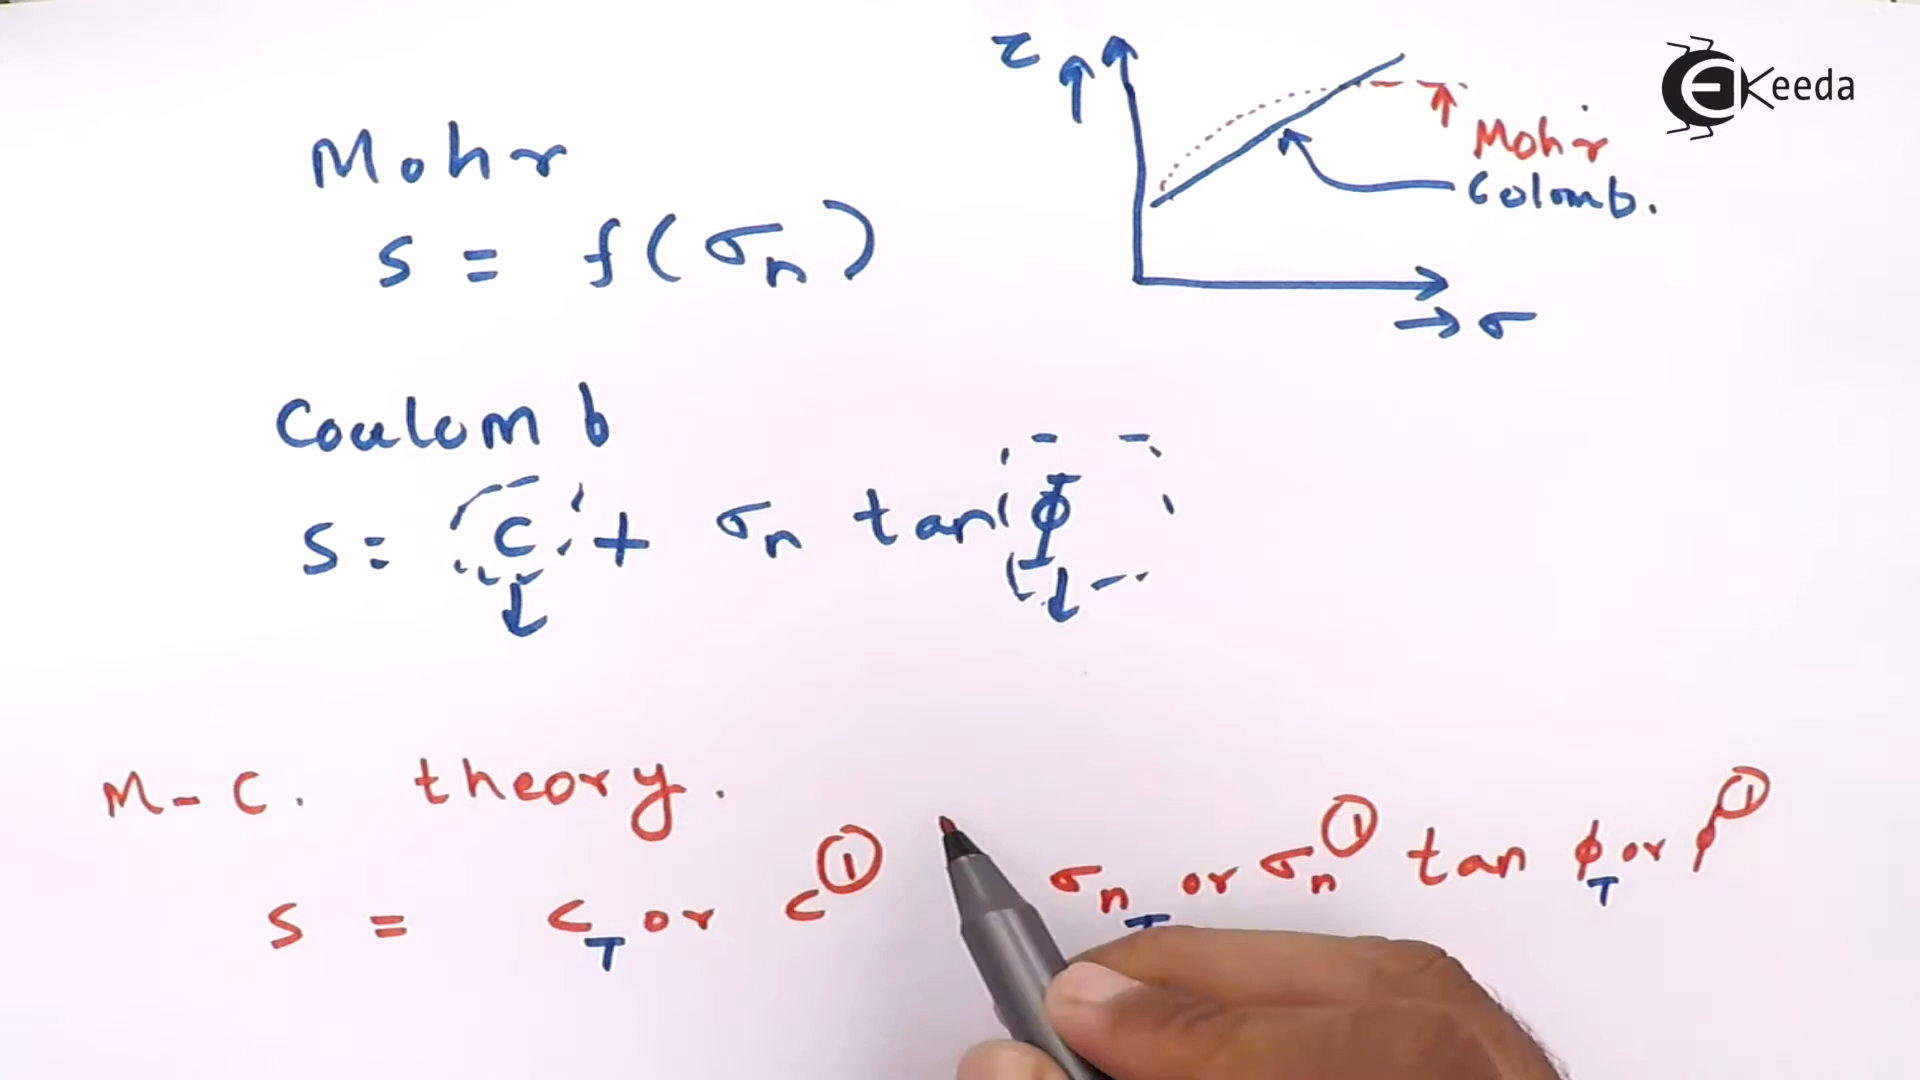 EKeeda
τ
Mohr
Mohr
Colomb.
S = f(σn)
σ
Coulomb
S = c + σn tan ϕ
M-C. theory.
S = cT or c' σnT or σn' tan ϕT or ϕ'